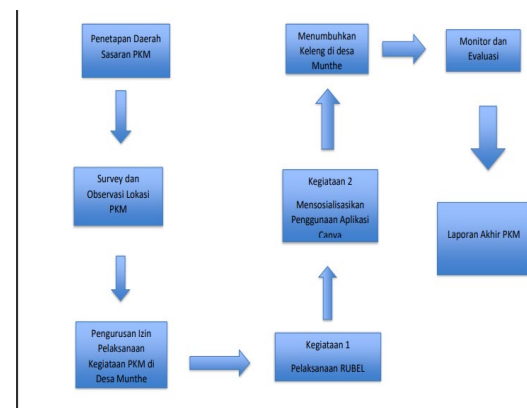 Penetapan Daerah
Sasaran PKM
Survey dan
Observasi Lokasi
PKM
Pengurusan Izin
Pelaksanaan
Kegiataan PKM di
Desa Munthe
Kegiataan 1
Pelaksanaan RUBEL
Kegiataan 2
Mensosialisasikan
Penggunaan Aplikasi
Canva
Menumbuhkan
Keleng di desa
Munthe
Monitor dan
Evaluasi
Laporan Akhir PKM